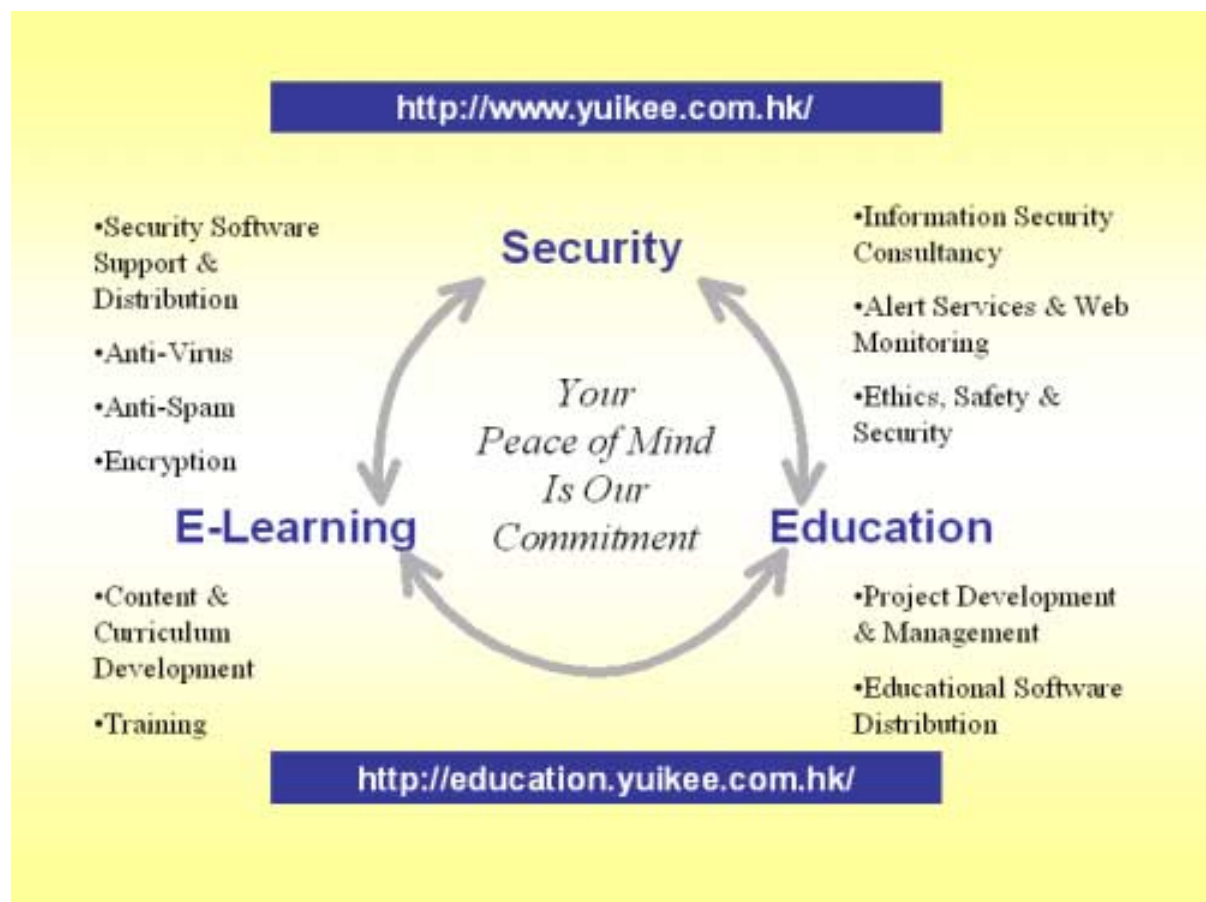 http://www.yuikee.com.hk/
•Security Software
Support &
Distribution
•Anti-Virus
•Anti-Spam
•Encryption
Security
•Information Security
Consultancy
•Alert Services & Web
Monitoring
•Ethics, Safety &
Security
Your
Peace of Mind
Is Our
Commitment
E-Learning
Education
•Content &
Curriculum
Development
•Training
•Project Development
& Management
•Educational Software
Distribution
http://education.yuikee.com.hk/